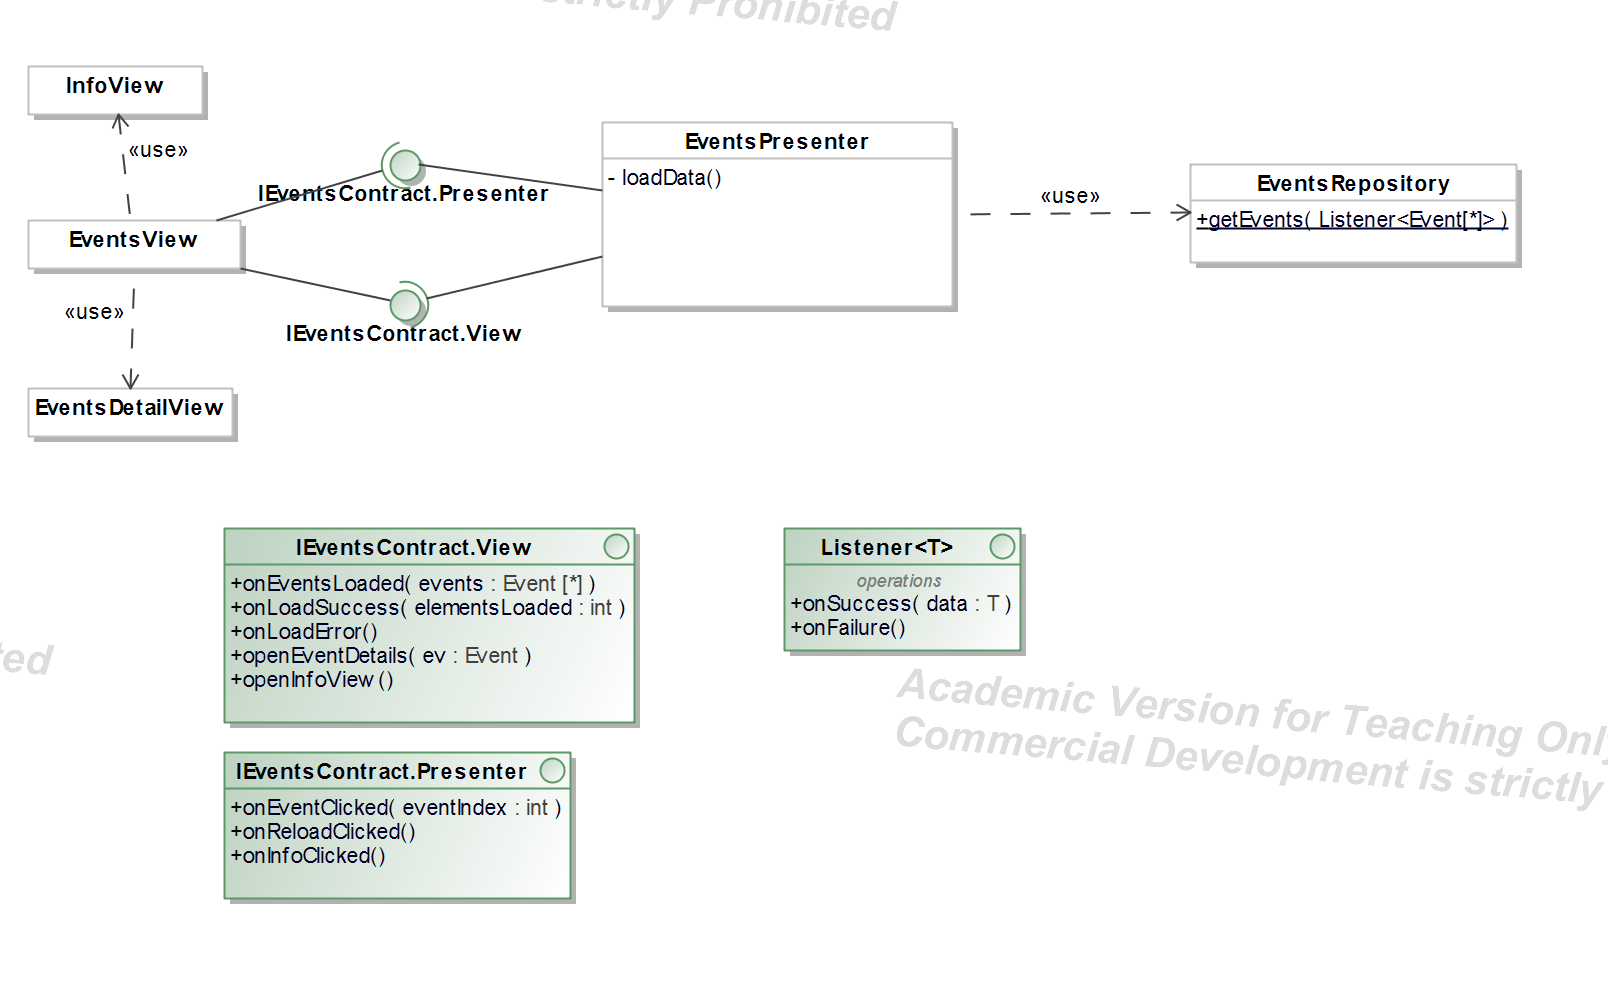 Strictly Prohibited
InfoView
«use»
IEventsContract.Presenter
EventsView
«use»
IEventsContract.View
EventsDetailView
EventsPresenter
- loadData()
«use»
EventsRepository
+getEvents( Listener<Event[*]> )
IEventsContract.View
+onEventsLoaded( events : Event [*] )
+onLoadSuccess( elementsLoaded : int )
+onLoadError()
+openEventDetails( ev : Event )
+openInfoView()
Listener<T>
operations
+onSuccess( data : T )
+onFailure()
IEventsContract.Presenter
+onEventClicked( eventIndex : int )
+onReloadClicked()
+onInfoClicked()
ted
Academic Version for Teaching Only
Commercial Development is strictly